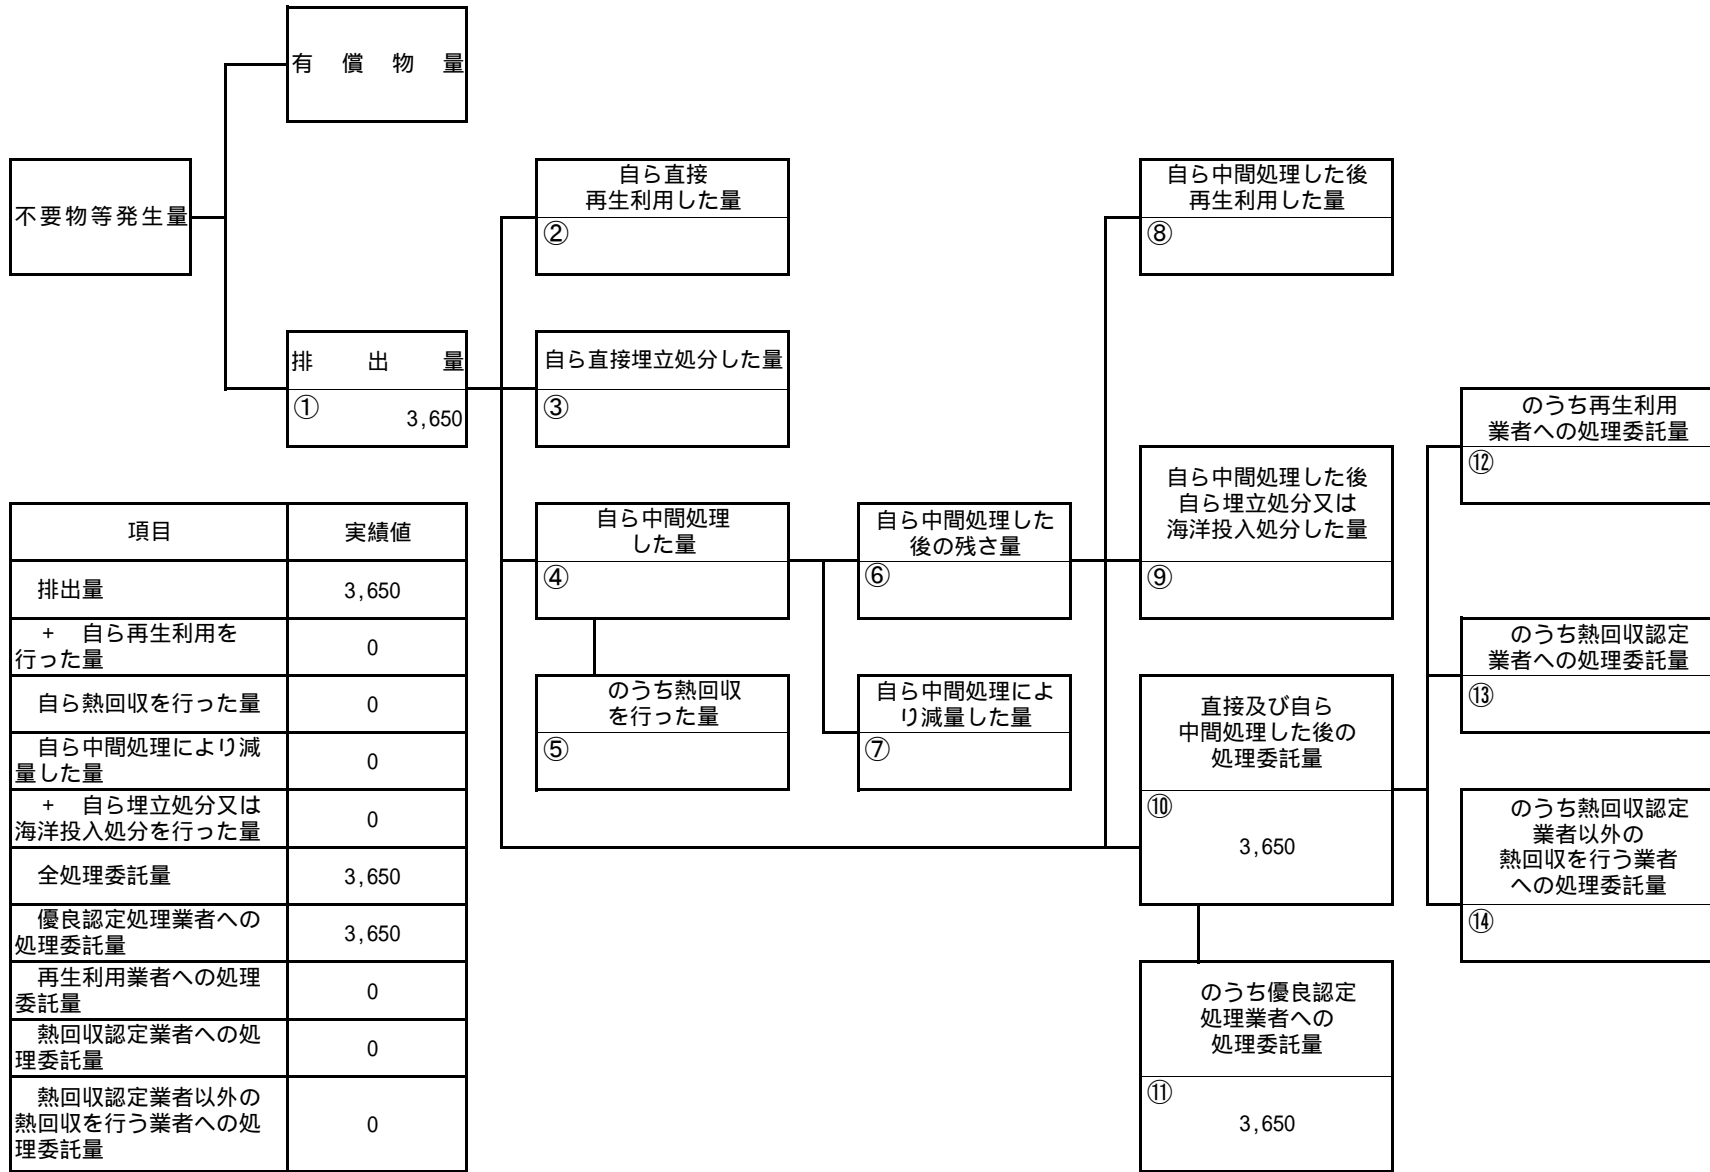 有償物量
不要物等発生量
排出量
①
3,650
自ら直接
再生利用した量
②
自ら直接埋立処分した量
③
自ら中間処理
した量
④
のうち熱回収
を行った量
⑤
自ら中間処理した
後の残さ量
⑥
自ら中間処理によ
り減量した量
⑦
自ら中間処理した後
再生利用した量
⑧
自ら中間処理した後
自ら埋立処分又は
海洋投入処分した量
⑨
直接及び自ら
中間処理した後の
処理委託量
⑩
3,650
のうち優良認定
処理業者への
処理委託量
⑪
3,650
のうち再生利用
業者への処理委託量
⑫
のうち熱回収認定
業者への処理委託量
⑬
のうち熱回収認定
業者以外の
熱回収を行う業者
への処理委託量
⑭
項目 実績値
排出量 3,650
+ 自ら再生利用を
行った量 0
自ら熱回収を行った量 0
自ら中間処理により減
量した量 0
+ 自ら埋立処分又は
海洋投入処分を行った量 0
全処理委託量 3,650
優良認定処理業者への
処理委託量 3,650
再生利用業者への処理
委託量 0
熱回収認定業者への処
理委託量 0
熱回収認定業者以外の
熱回収を行う業者への処
理委託量 0